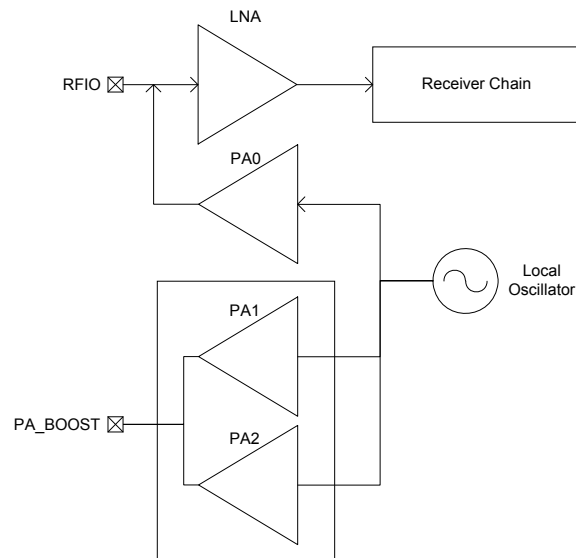 LNA
RFIO
Receiver Chain
PA0
Local
Oscillator
PA1
PA_BOOST
PA2